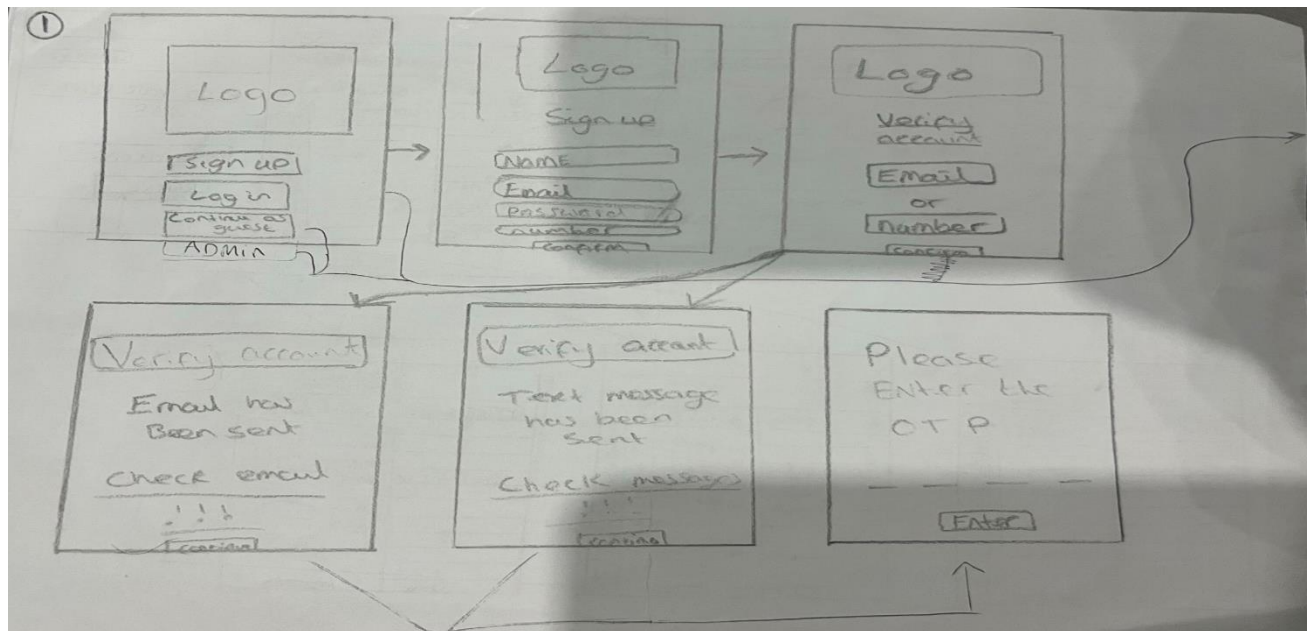 1
Logo
Sign up
Log in
Continue as
guest
ADMIN
Logo
Sign up
NAME
Email
Password
number
Confirm
Logo
Verify
account
Email
or
number
Confirm
Verify account
Email has
Been sent
Check email
! ! !
Verify account
Text message
has been
sent
Check messages
! ! !
Please
ENter the
OTP
Enter